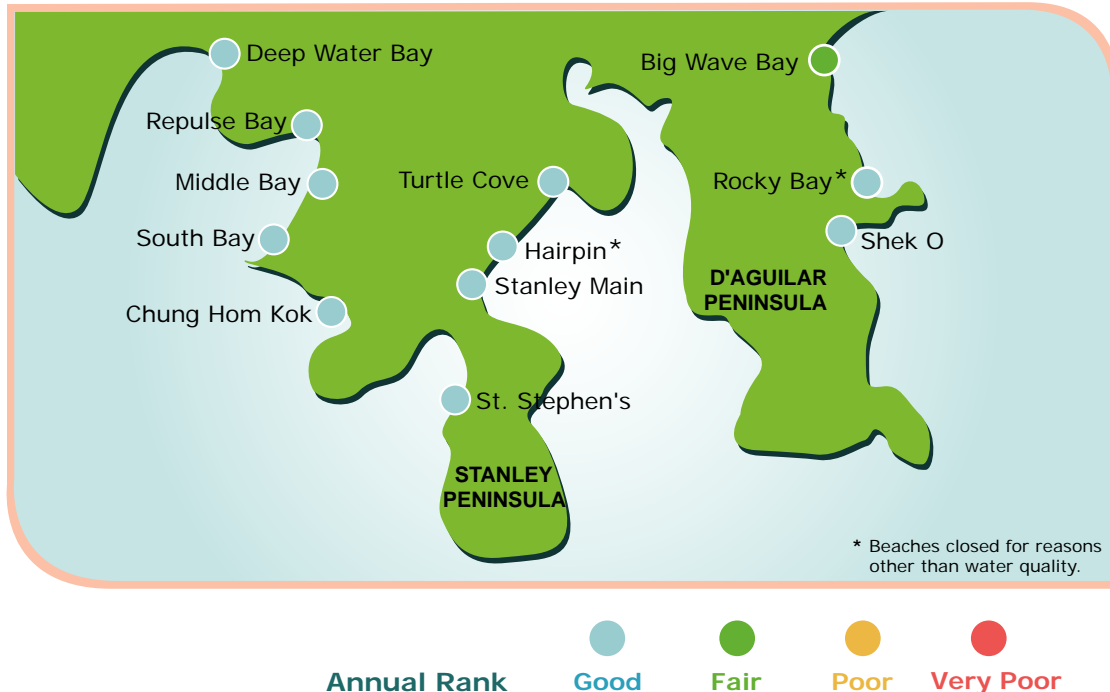 Deep Water Bay
Big Wave Bay
Repulse Bay
Middle Bay
Turtle Cove
Rocky Bay*
South Bay
Hairpin*
Shek O
Stanley Main
D'AGUILAR
PENINSULA
Chung Hom Kok
St. Stephen's
STANLEY
PENINSULA
* Beaches closed for reasons
other than water quality.
Annual Rank Good Fair Poor Very Poor